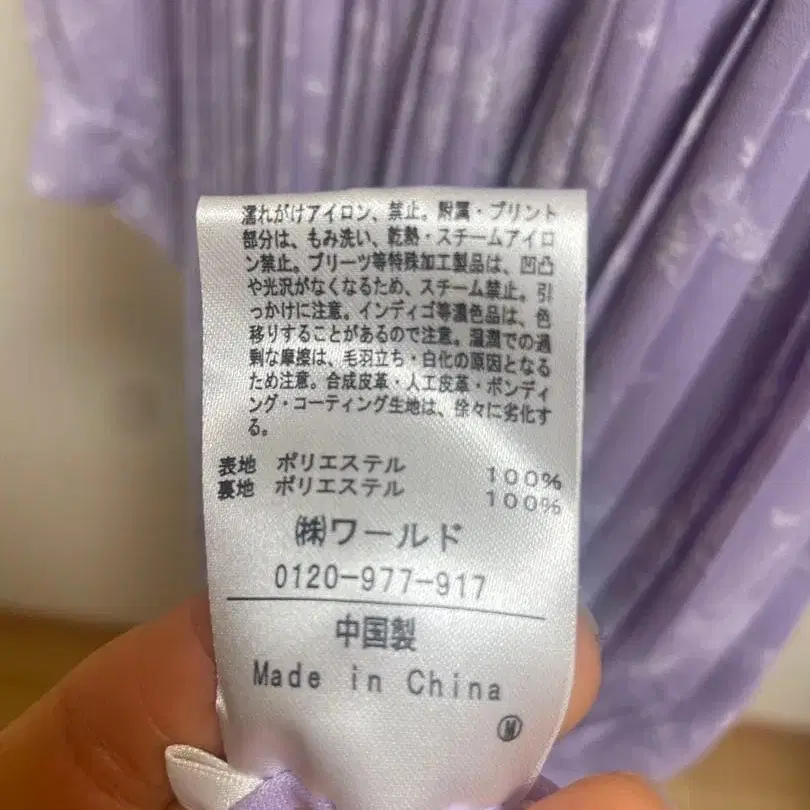 濡れがけアイロン、禁止。附属・プリント
部分は、もみ洗い、乾熱・スチームアイロ
ン禁止。プリーツ等特殊加工製品は、凹凸
や光沢がなくなるため、スチーム禁止。引
っかけに注意。インディゴ等濃色品は、色
移りすることがあるので注意。湿潤での過
剰な摩擦は、毛羽立ち・白化の原因となる
ため注意。合成皮革・人工皮革・ボンディ
ング・コーティング生地は、徐々に劣化す
る。
表地 ポリエステル 100%
裏地 ポリエステル 100%
㈱ワールド
0120-977-917
中国製
Made in China
Ⓜ